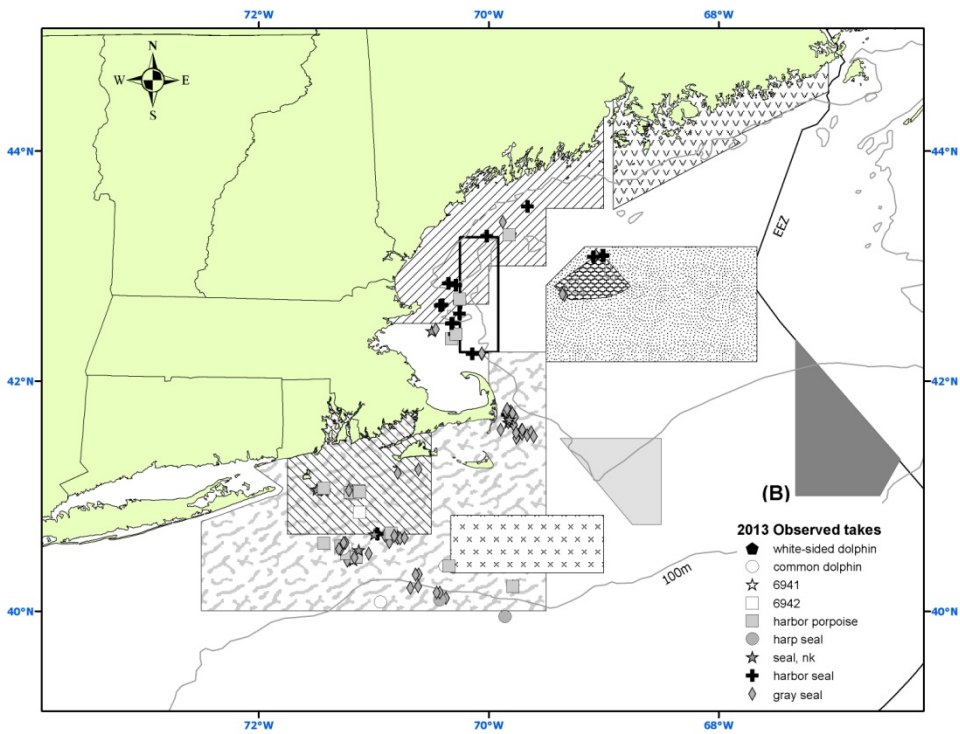 72°W 70°W 68°W
N
W E
S
44°N 44°N
EEZ
42°N 42°N
(B)
2013 Observed takes
white-sided dolphin
common dolphin
6941
6942
harbor porpoise
harp seal
seal, nk
harbor seal
gray seal
100m
40°N 40°N
72°W 70°W 68°W